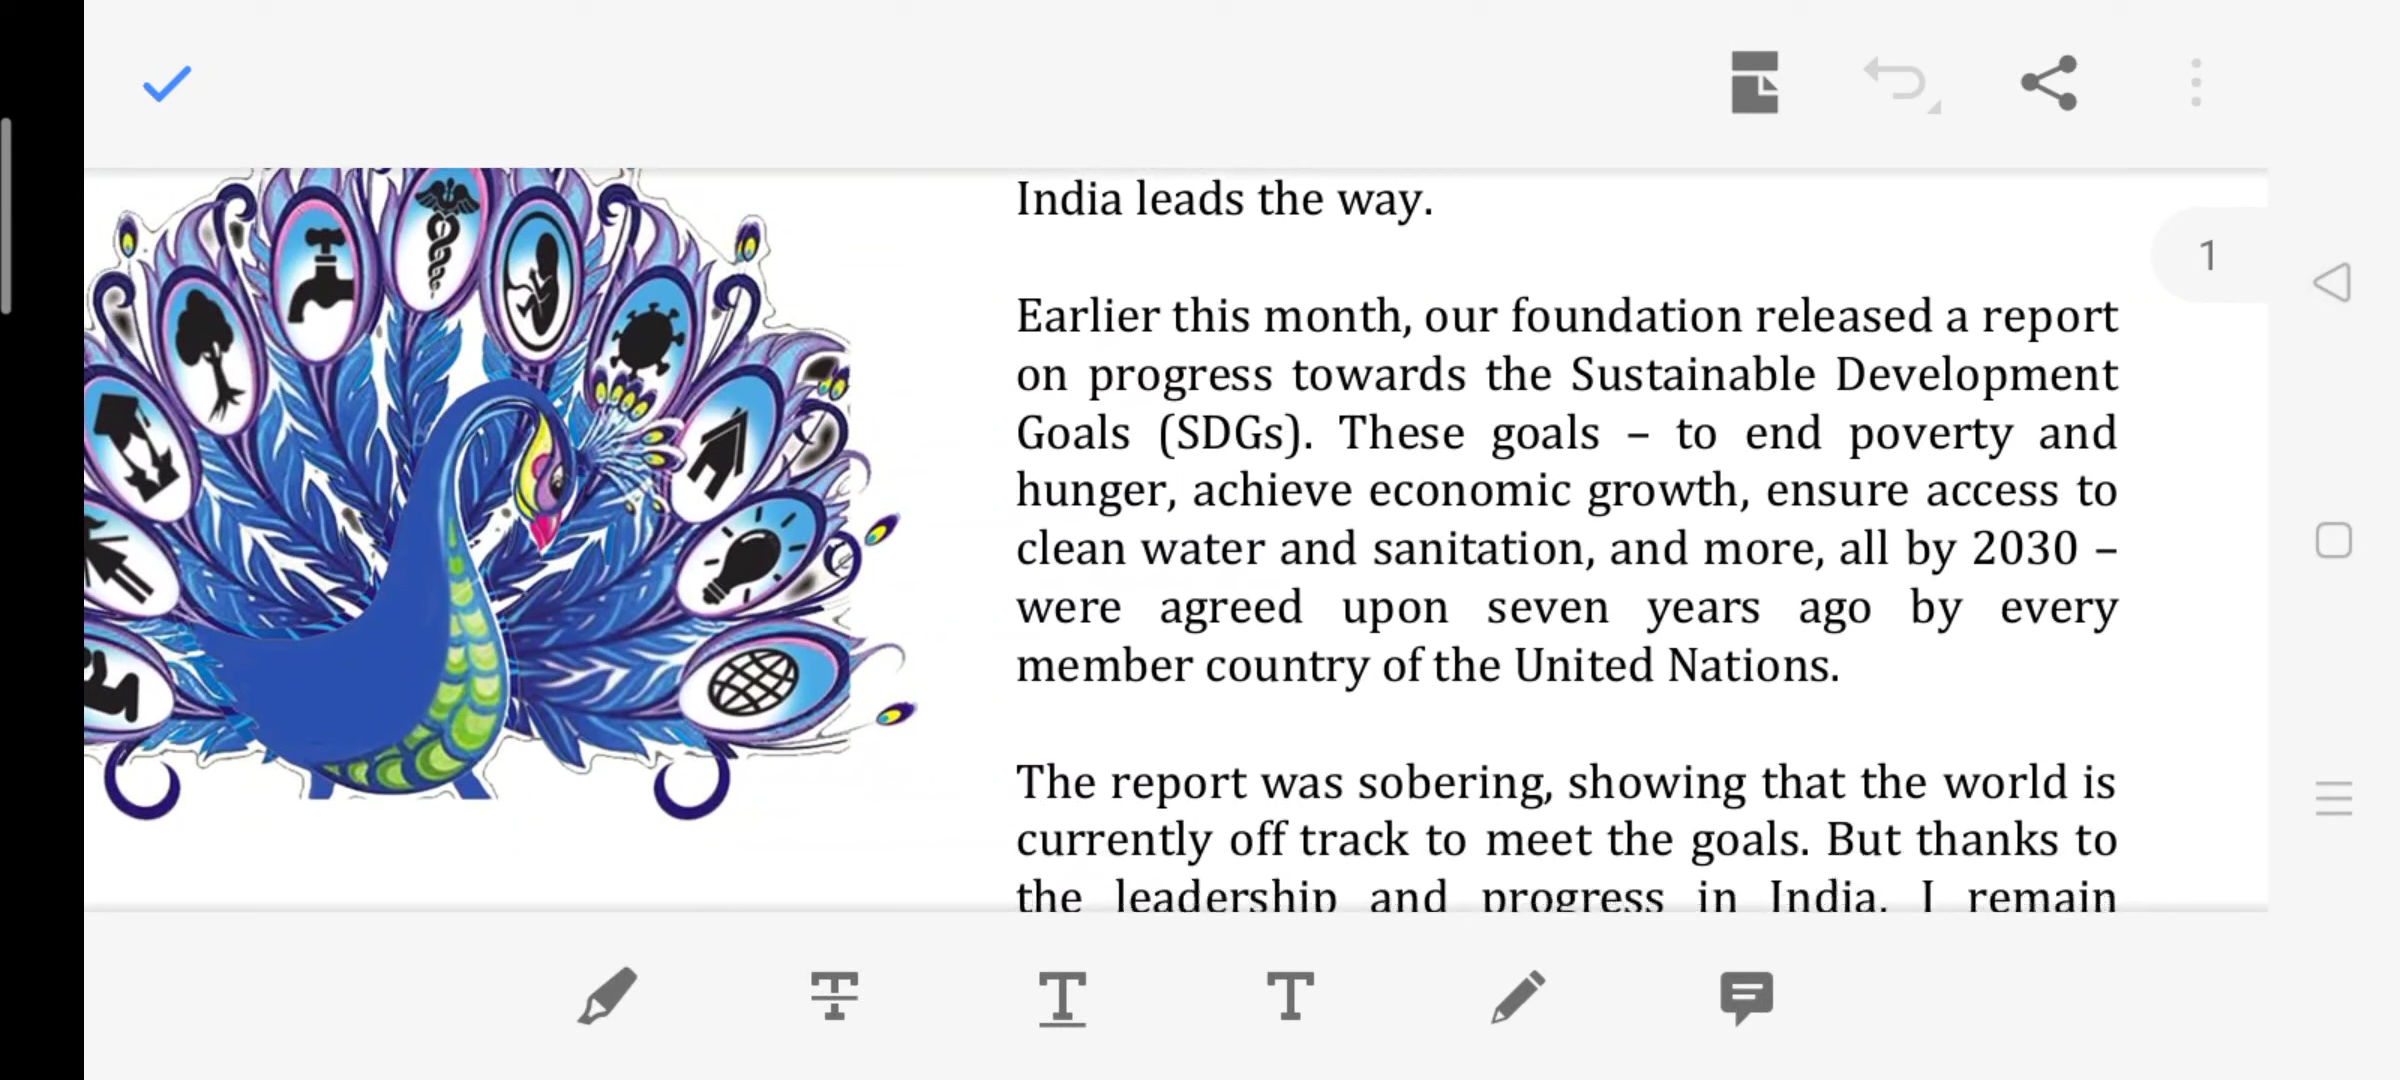 India leads the way.
1
Earlier this month, our foundation released a report
on progress towards the Sustainable Development
Goals (SDGs). These goals – to end poverty and
hunger, achieve economic growth, ensure access to
clean water and sanitation, and more, all by 2030 –
were agreed upon seven years ago by every
member country of the United Nations.
The report was sobering, showing that the world is
currently off track to meet the goals. But thanks to
the leadership and progress in India, I remain